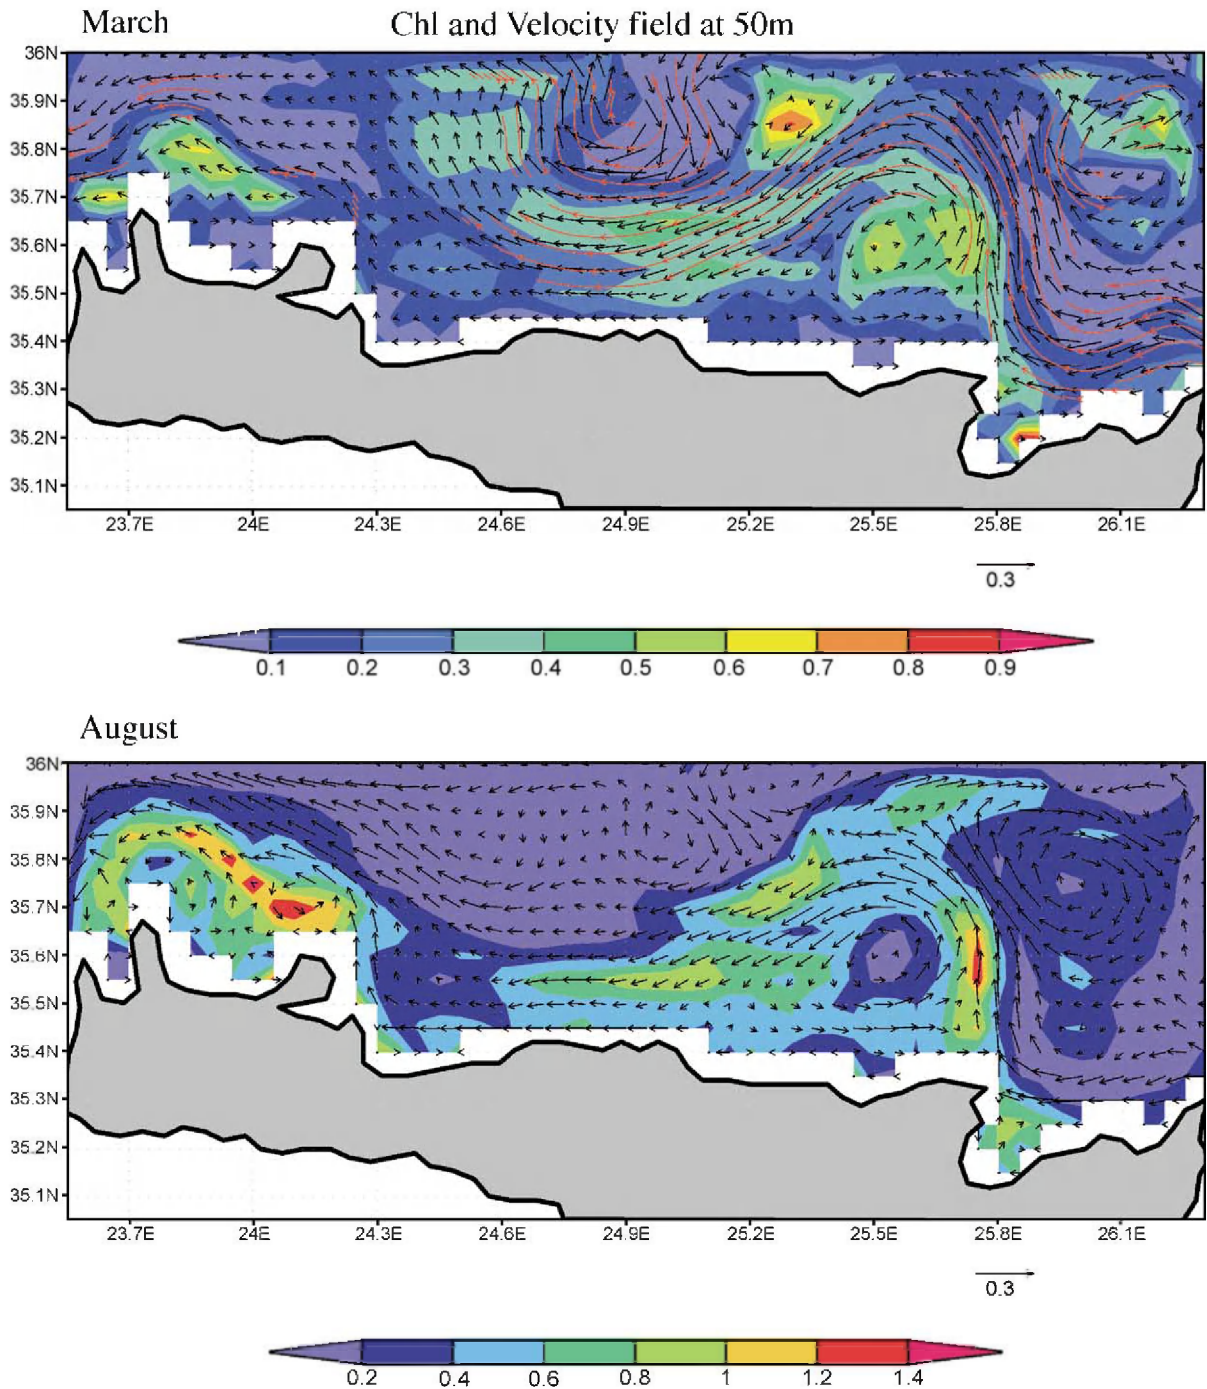 March
Chl and Velocity field at 50m
36N
35.9N
35.8N
35.7N
35.6N
35.5N
35.4N
35.3N
35.2N
35.1N
23.7E 24E 24.3E 24.6E 24.9E 25.2E 25.5E 25.8E 26.1E
0.3
0.1 0.2 0.3 0.4 0.5 0.6 0.7 0.8 0.9
August
36N
35.9N
35.8N
35.7N
35.6N
35.5N
35.4N
35.3N
35.2N
35.1N
23.7E 24E 24.3E 24.6E 24.9E 25.2E 25.5E 25.8E 26.1E
0.3
0.2 0.4 0.6 0.8 1 1.2 1.4